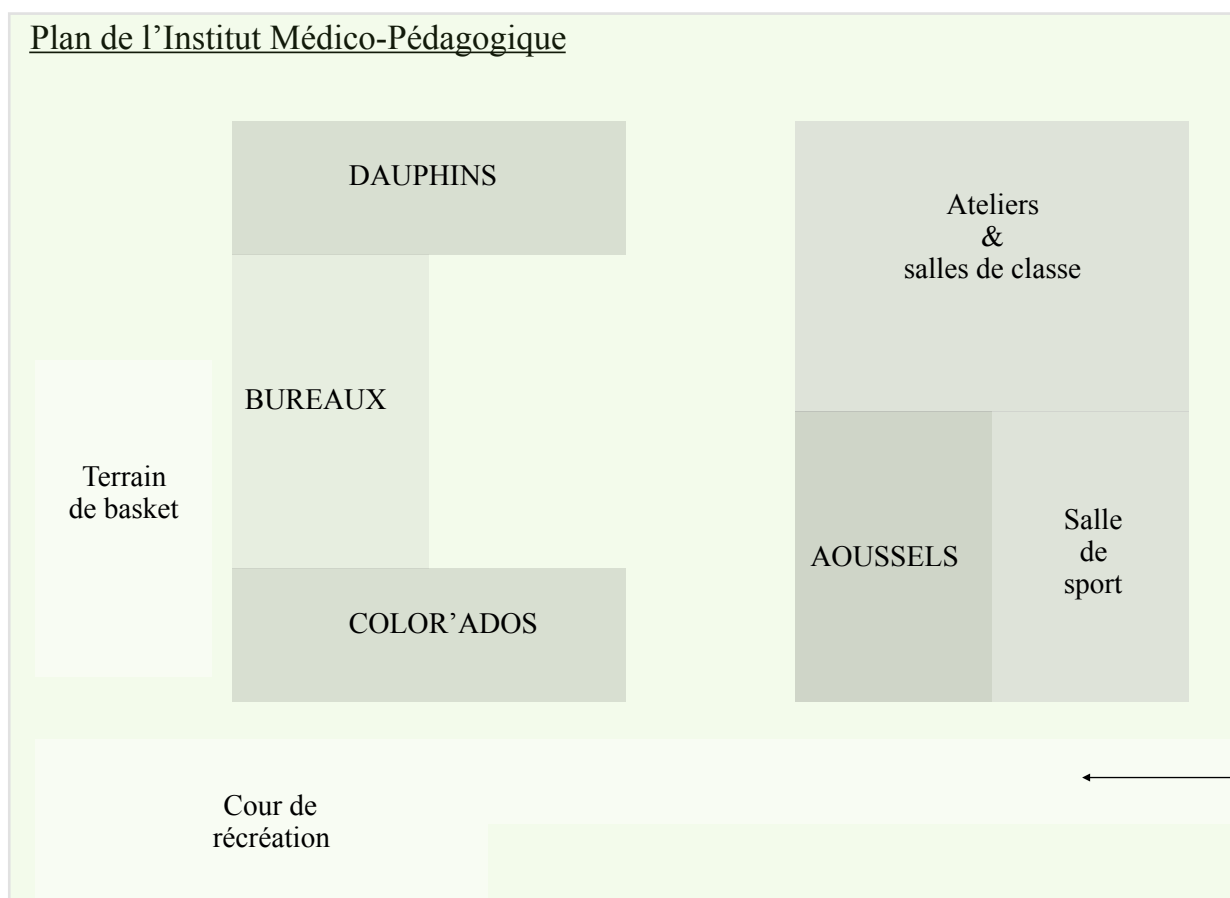 Plan de l’Institut Médico-Pédagogique
DAUPHINS
Ateliers
&
salles de classe
BUREAUX
Terrain
de basket
AOUSSELS
Salle
de
sport
COLOR’ADOS
Cour de
récréation